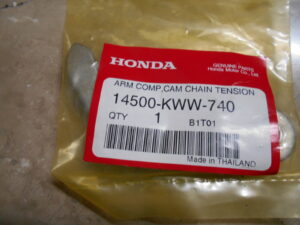 HONDA
GENUINE PARTS
Honda Motor Co., Ltd.
ARM COMP,CAM CHAIN TENSION
14500-KWW-740
QTY 1 B1T01
Made in THAILAND